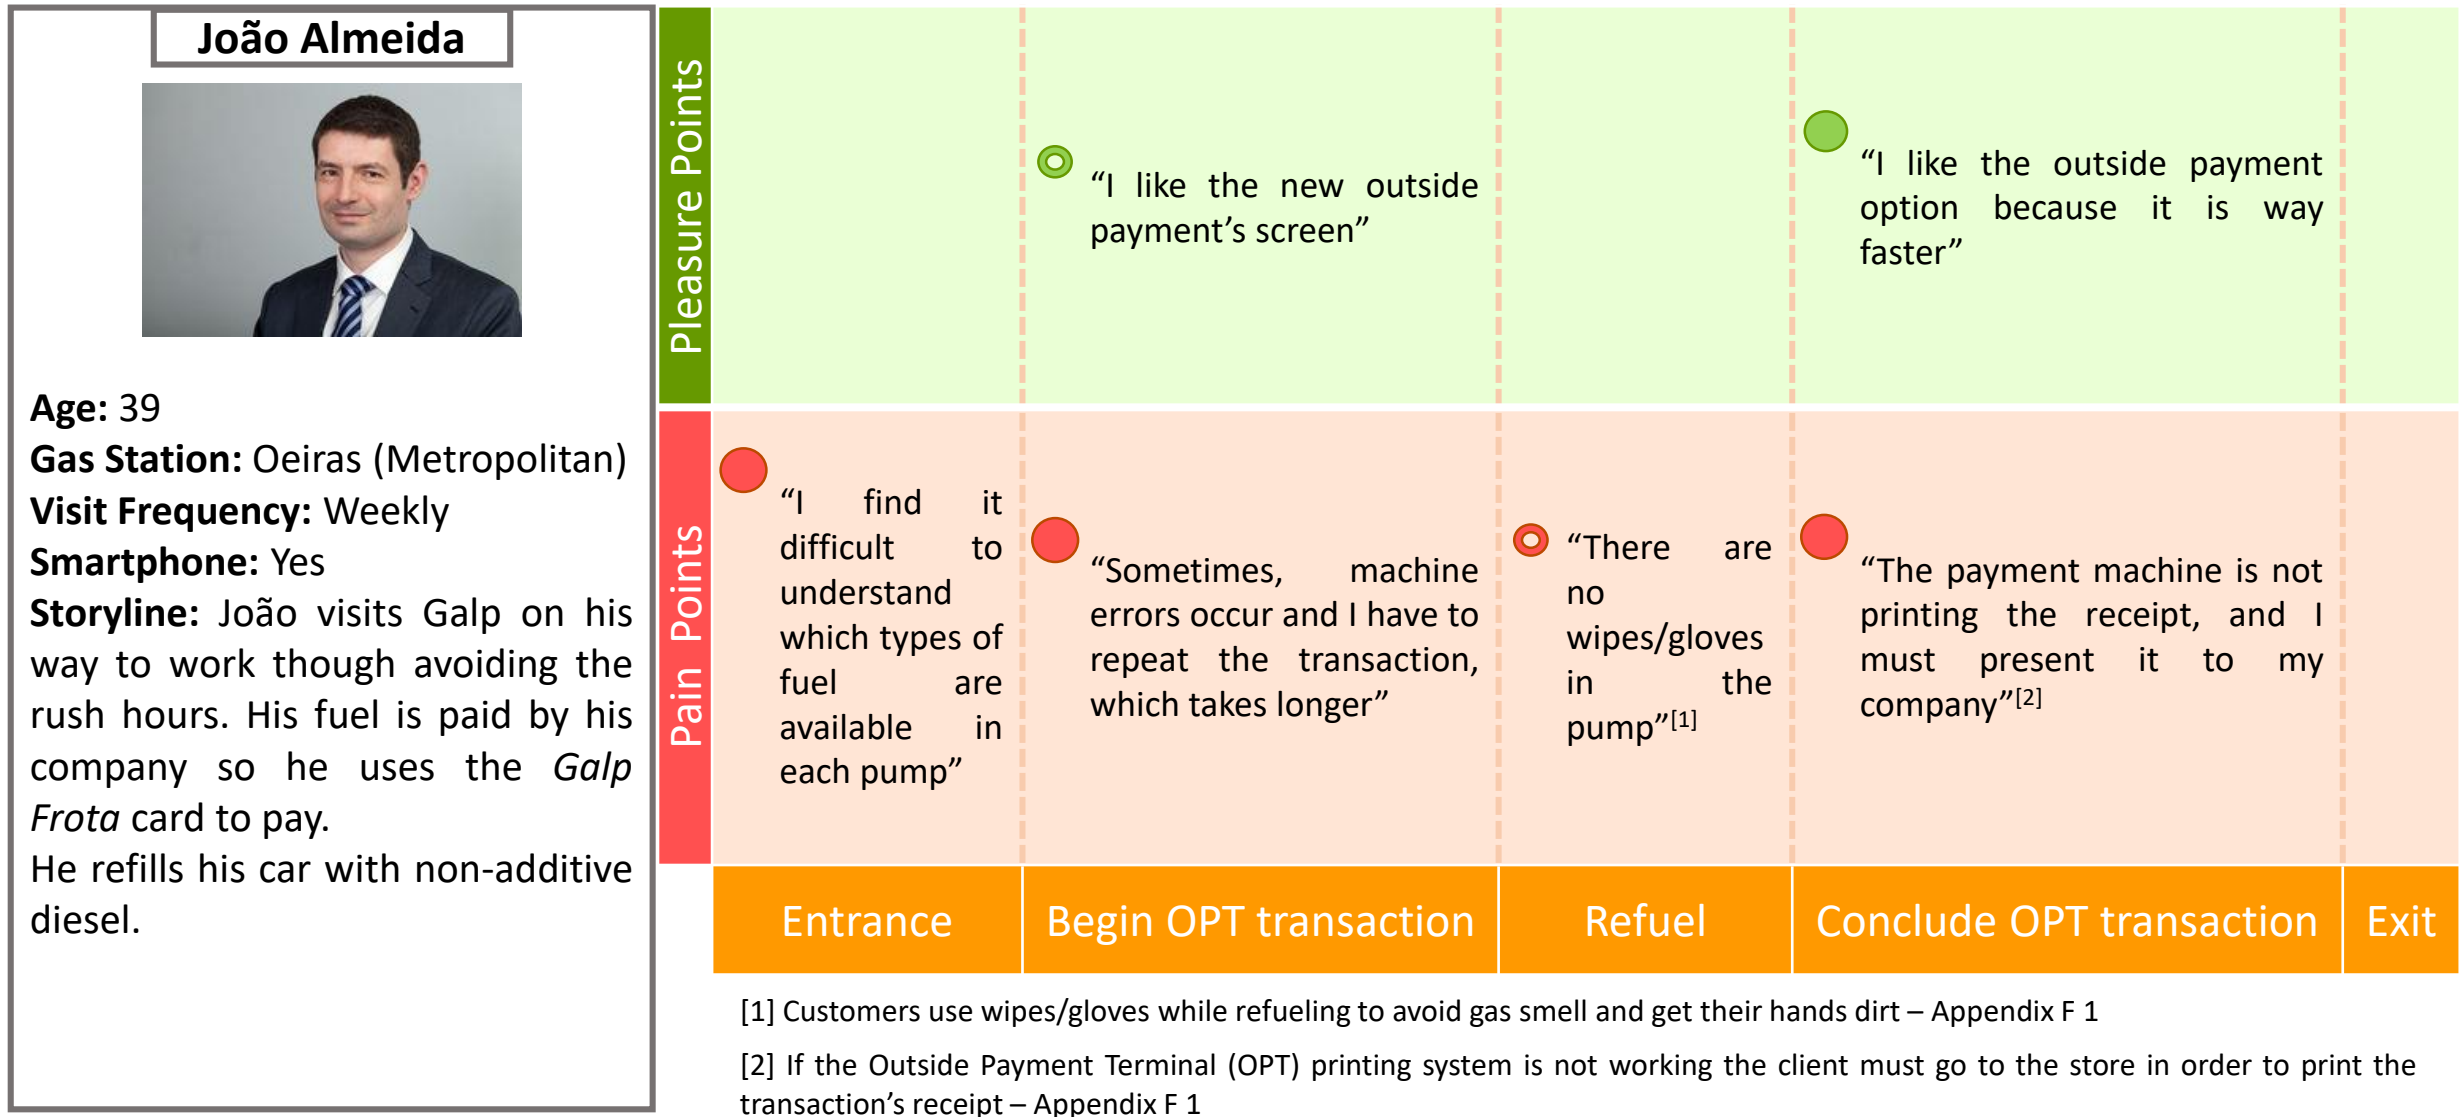 João Almeida
Age: 39
Gas Station: Oeiras (Metropolitan)
Visit Frequency: Weekly
Smartphone: Yes
Storyline: João visits Galp on his
way to work though avoiding the
rush hours. His fuel is paid by his
company so he uses the Galp
Frota card to pay.
He refills his car with non-additive
diesel.
Pleasure Points
“I like the new outside
payment’s screen”
“I like the outside payment
option because it is way
faster”
Pain Points
“I find it
difficult to
understand
which types of
fuel are
available in
each pump”
“Sometimes, machine
errors occur and I have to
repeat the transaction,
which takes longer”
“There are
no
wipes/gloves
in the
pump”[1]
“The payment machine is not
printing the receipt, and I
must present it to my
company”[2]
Entrance
Begin OPT transaction
Refuel
Conclude OPT transaction
Exit
[1] Customers use wipes/gloves while refueling to avoid gas smell and get their hands dirt – Appendix F 1
[2] If the Outside Payment Terminal (OPT) printing system is not working the client must go to the store in order to print the
transaction’s receipt – Appendix F 1